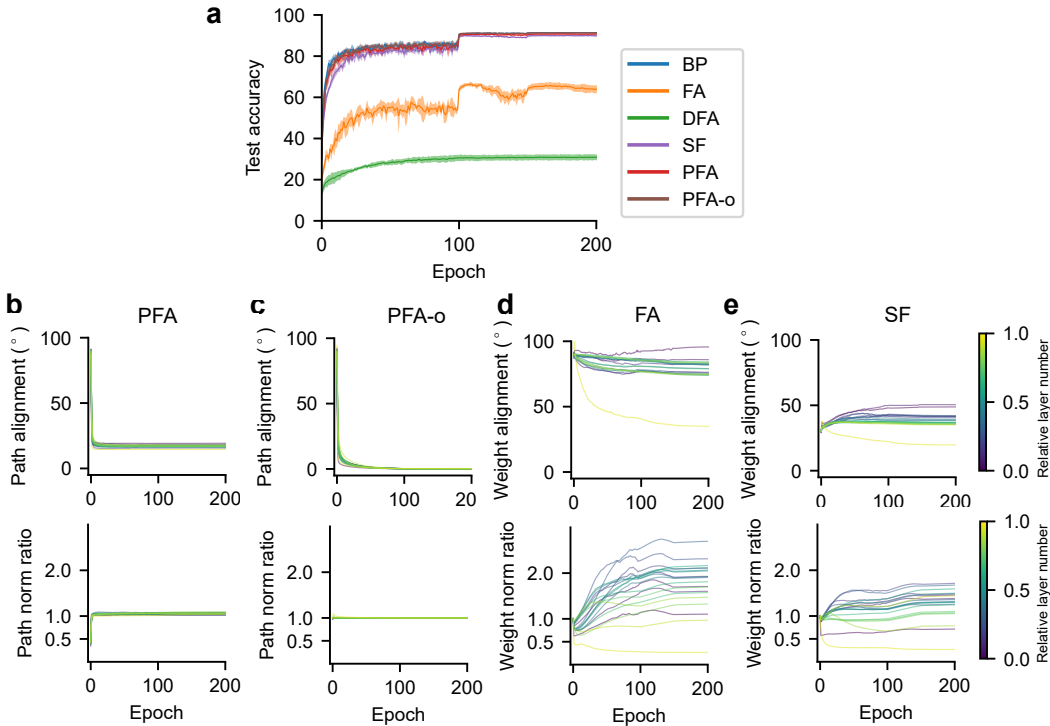 a
100
80
60
40
20
0
Test accuracy
0 100 200
Epoch
BP
FA
DFA
SF
PFA
PFA-o
b
PFA
100
50
0
Path alignment (°)
0 100 200
2.0
1.0
0.5
Path norm ratio
0 100 200
Epoch
c
PFA-o
100
50
0
Path alignment (°)
0 100 20
2.0
1.0
0.5
Path norm ratio
0 100 200
Epoch
d
FA
100
50
0
Weight alignment (°)
0 100 200
2.0
1.0
0.5
Weight norm ratio
0 100 200
Epoch
e
SF
100
50
0
Weight alignment (°)
0 100 200
2.0
1.0
0.5
Weight norm ratio
0 100 200
Epoch
1.0
0.5
0.0
Relative layer number
1.0
0.5
0.0
Relative layer number